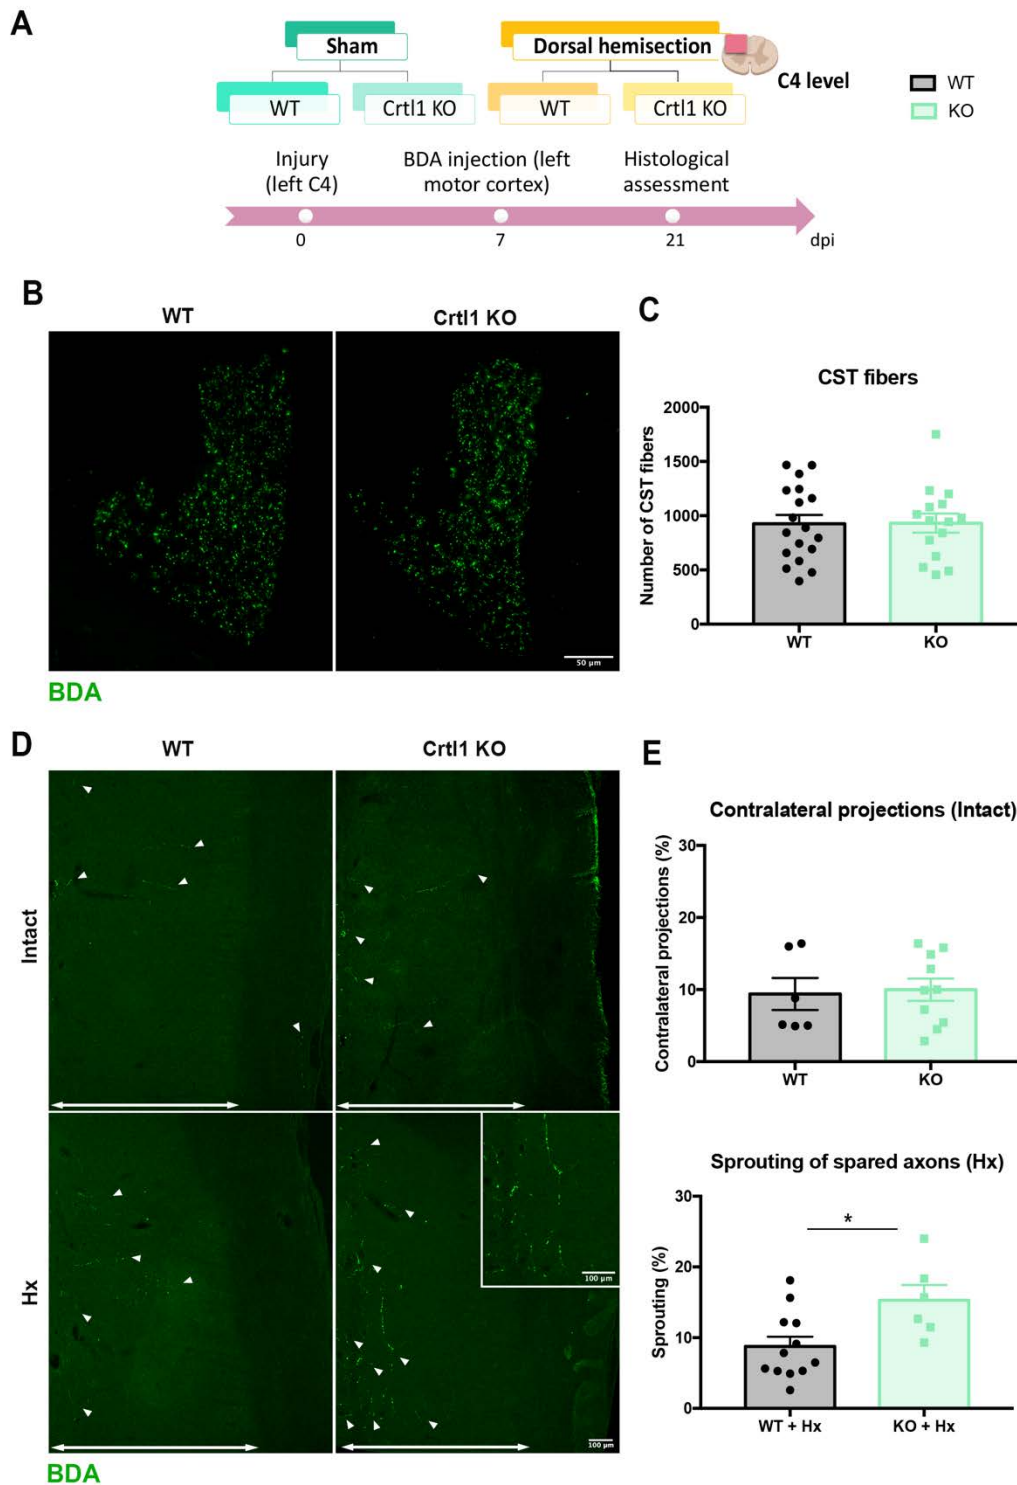 A
Sham
WT
Crtl1 KO
Dorsal hemisection
WT
Crtl1 KO
C4 level
WT
KO
Injury
(left C4)
BDA injection (left
motor cortex)
Histological
assessment
0
7
21
dpi
B
WT
Crtl1 KO
50 µm
BDA
C
CST fibers
Number of CST fibers
2000
1500
1000
500
0
WT
KO
D
WT
Crtl1 KO
Intact
Hx
100 µm
100 µm
BDA
E
Contralateral projections (Intact)
Contralateral projections (%)
30
20
10
0
WT
KO
Sprouting of spared axons (Hx)
Sprouting (%)
30
20
10
0
*
WT + Hx
KO + Hx